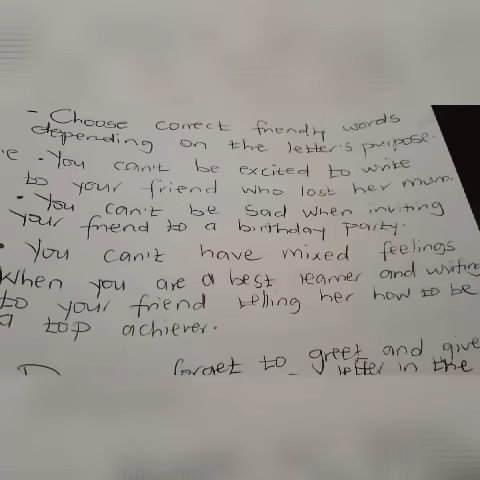 - Choose correct friendly words
depending on the letter's purpose.
e • You can't be excited to write
to your friend who lost her mum.
• You can't be sad when inviting
your friend to a birthday party.
• You can't have mixed feelings
When you are a best learner and writing
to your friend telling her how to be
a top achiever.
forget to greet and give
letter in the